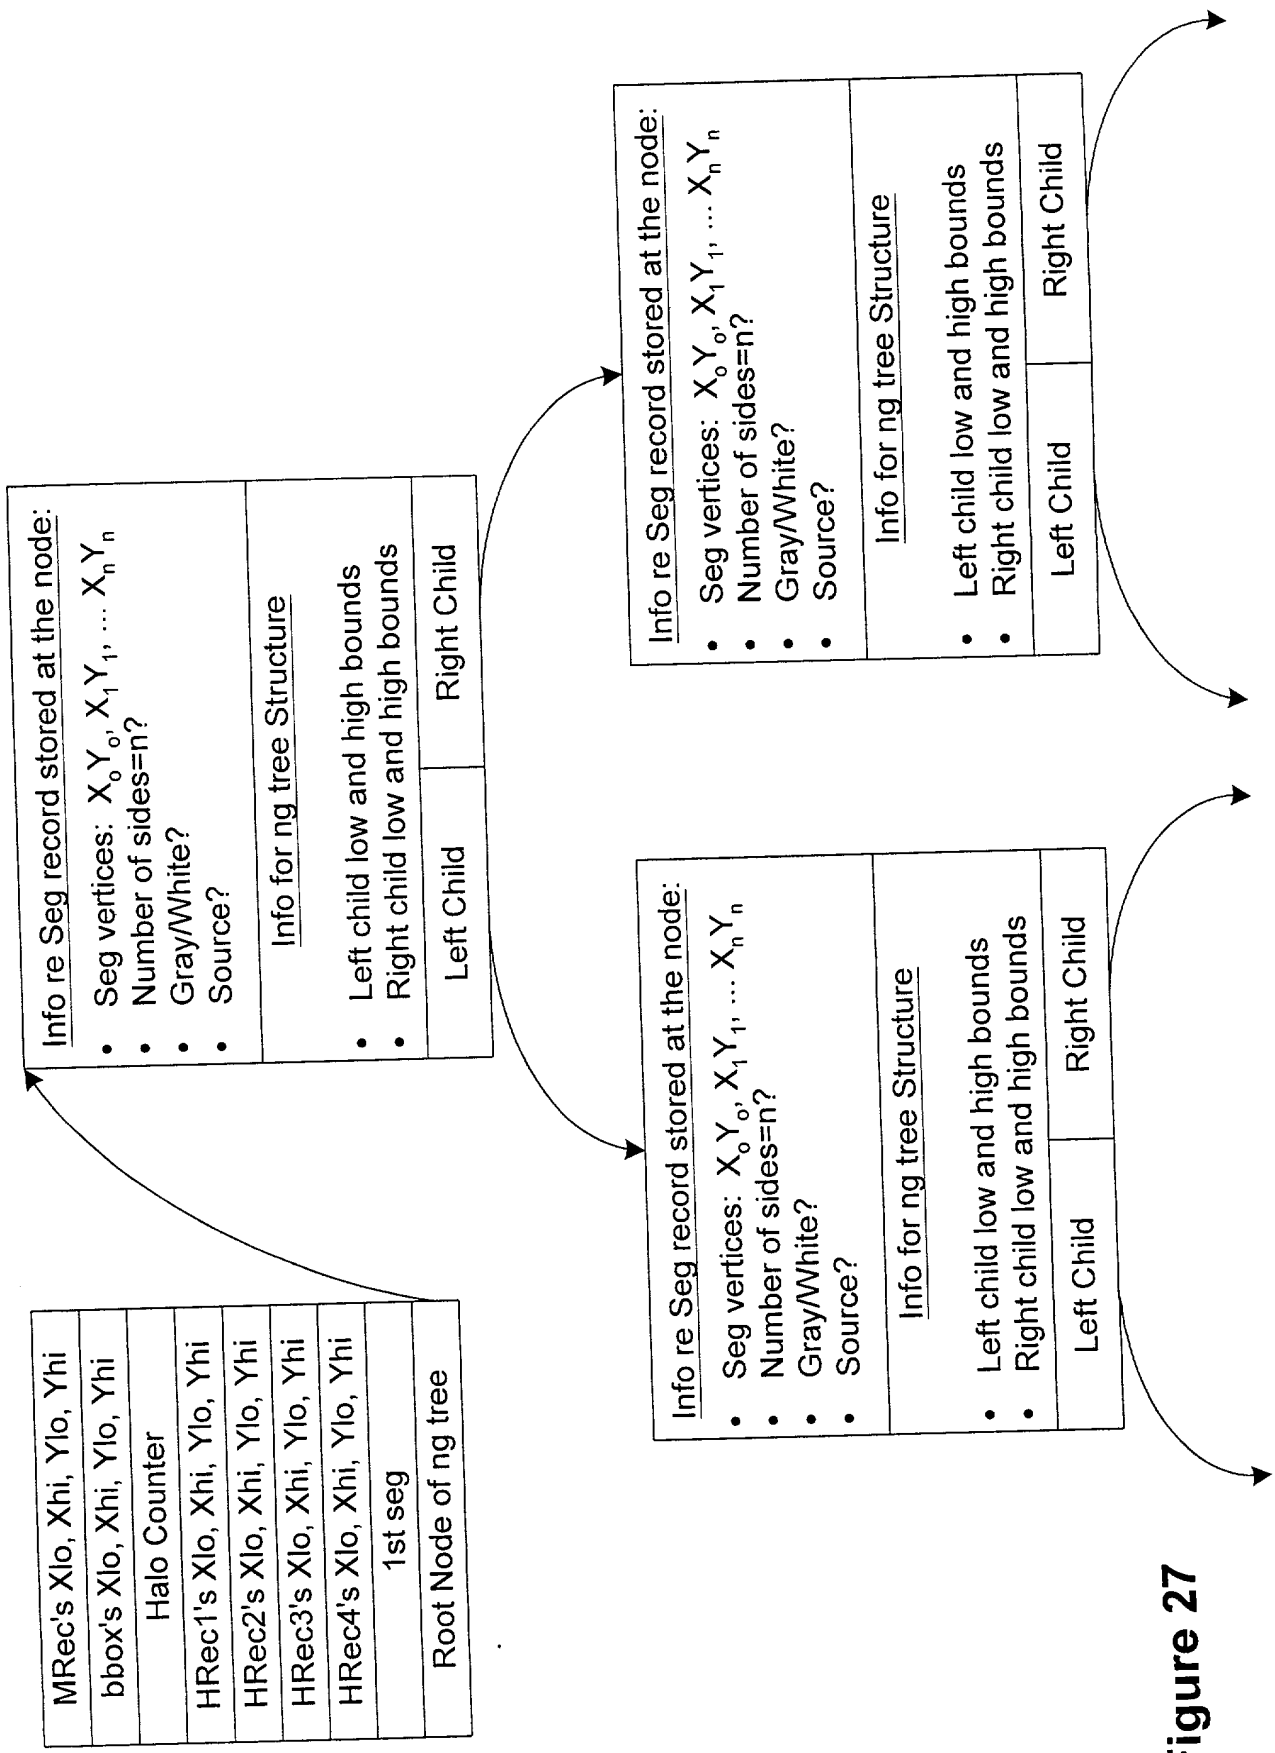 MRec's Xlo, Xhi, Ylo, Yhi
bbox's Xlo, Xhi, Ylo, Yhi
Halo Counter
HRec1's Xlo, Xhi, Ylo, Yhi
HRec2's Xlo, Xhi, Ylo, Yhi
HRec3's Xlo, Xhi, Ylo, Yhi
HRec4's Xlo, Xhi, Ylo, Yhi
1st seg
Root Node of ng tree
Info re Seg record stored at the node:
• Seg vertices: XoYo, X1Y1, ... XnYn
• Number of sides=n?
• Gray/White?
• Source?
Info for ng tree Structure
• Left child low and high bounds
• Right child low and high bounds
Left Child
Right Child
Info re Seg record stored at the node:
• Seg vertices: XoYo, X1Y1, ... XnYn
• Number of sides=n?
• Gray/White?
• Source?
Info for ng tree Structure
• Left child low and high bounds
• Right child low and high bounds
Left Child
Right Child
Info re Seg record stored at the node:
• Seg vertices: XoYo, X1Y1, ... XnYn
• Number of sides=n?
• Gray/White?
• Source?
Info for ng tree Structure
• Left child low and high bounds
• Right child low and high bounds
Left Child
Right Child
Figure 27